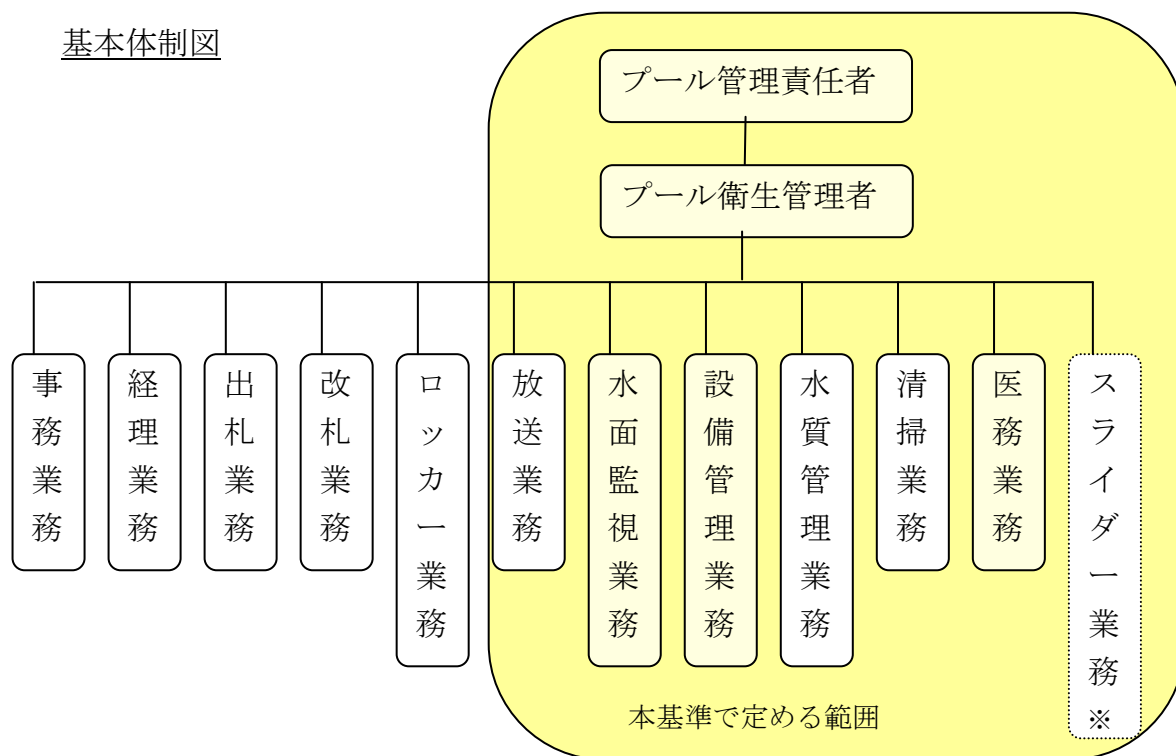 基本体制図
プール管理責任者
プール衛生管理者
事務業務
経理業務
出札業務
改札業務
ロッカー業務
放送業務
水面監視業務
設備管理業務
水質管理業務
清掃業務
医務業務
スライダー業務※
本基準で定める範囲